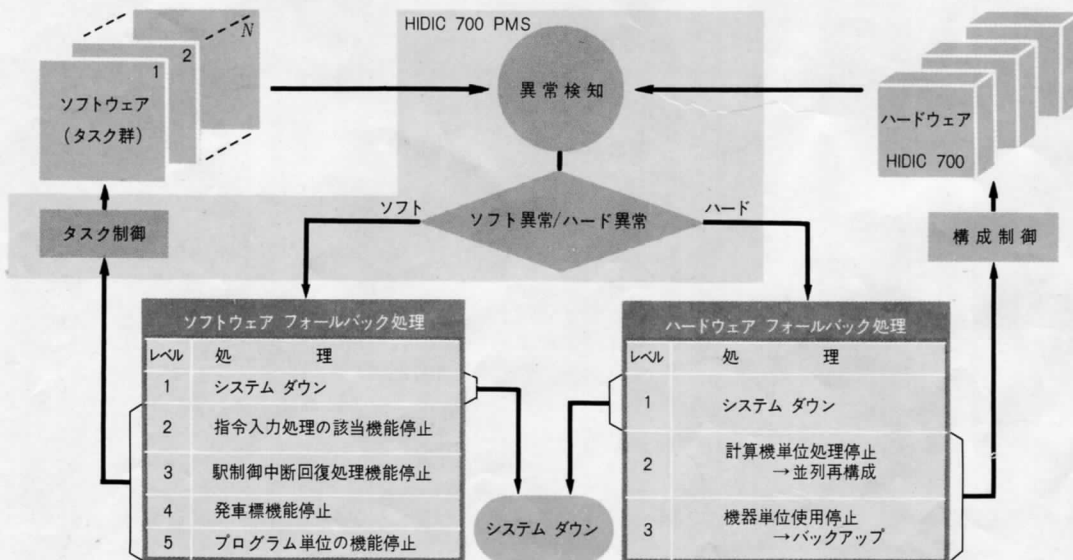 HIDIC 700 PMS
N
2
1
ソフトウェア
(タスク群)
異常検知
ハードウェア
HIDIC 700
ソフト
ソフト異常/ハード異常
ハード
タスク制御
構成制御
ソフトウェア フォールバック処理
レベル 処 理
1 システム ダウン
2 指令入力処理の該当機能停止
3 駅制御中断回復処理機能停止
4 発車標機能停止
5 プログラム単位の機能停止
ハードウェア フォールバック処理
レベル 処 理
1 システム ダウン
2 計算機単位処理停止
→並列再構成
3 機器単位使用停止
→バックアップ
システム ダウン